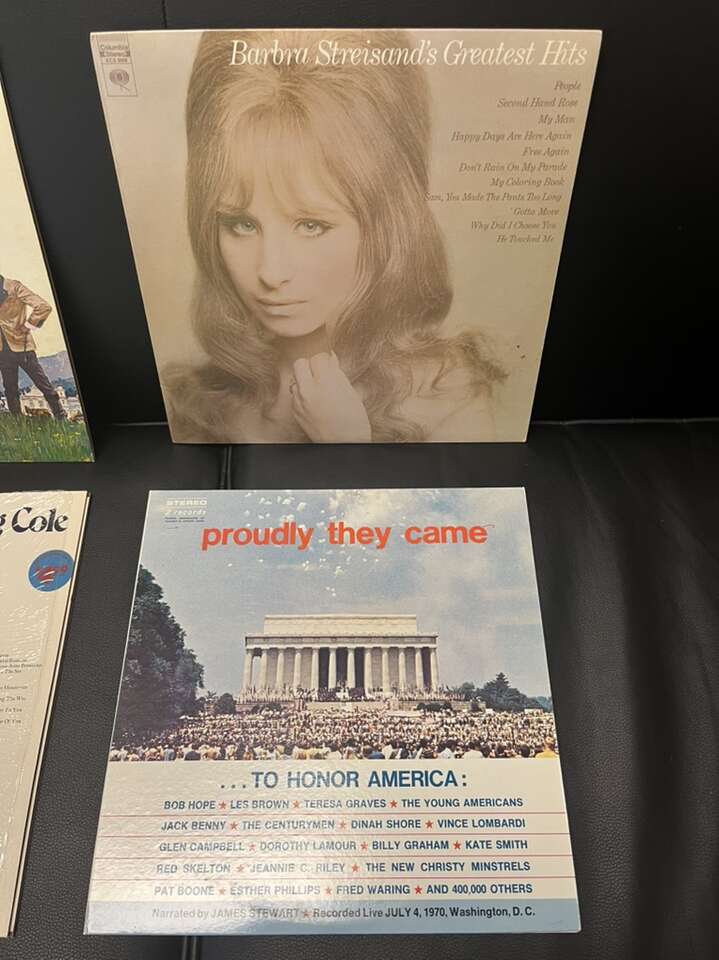 Columbia
Stereo
Barbra Streisand's Greatest Hits
People
Second Hand Rose
My Man
Happy Days Are Here Again
Free Again
Don't Rain On My Parade
My Coloring Book
Sam, You Made The Pants Too Long
Gotta Move
Why Did I Choose You
He Touched Me
g Cole
STEREO
2 records
proudly they came
...TO HONOR AMERICA:
BOB HOPE ★ LES BROWN ★ TERESA GRAVES ★ THE YOUNG AMERICANS
JACK BENNY ★ THE CENTURYMEN ★ DINAH SHORE ★ VINCE LOMBARDI
GLEN CAMPBELL ★ DOROTHY LAMOUR ★ BILLY GRAHAM ★ KATE SMITH
RED SKELTON ★ JEANNIE C. RILEY ★ THE NEW CHRISTY MINSTRELS
PAT BOONE ★ ESTHER PHILLIPS ★ FRED WARING ★ AND 400,000 OTHERS
Narrated by JAMES STEWART ★ Recorded Live JULY 4, 1970, Washington, D. C.